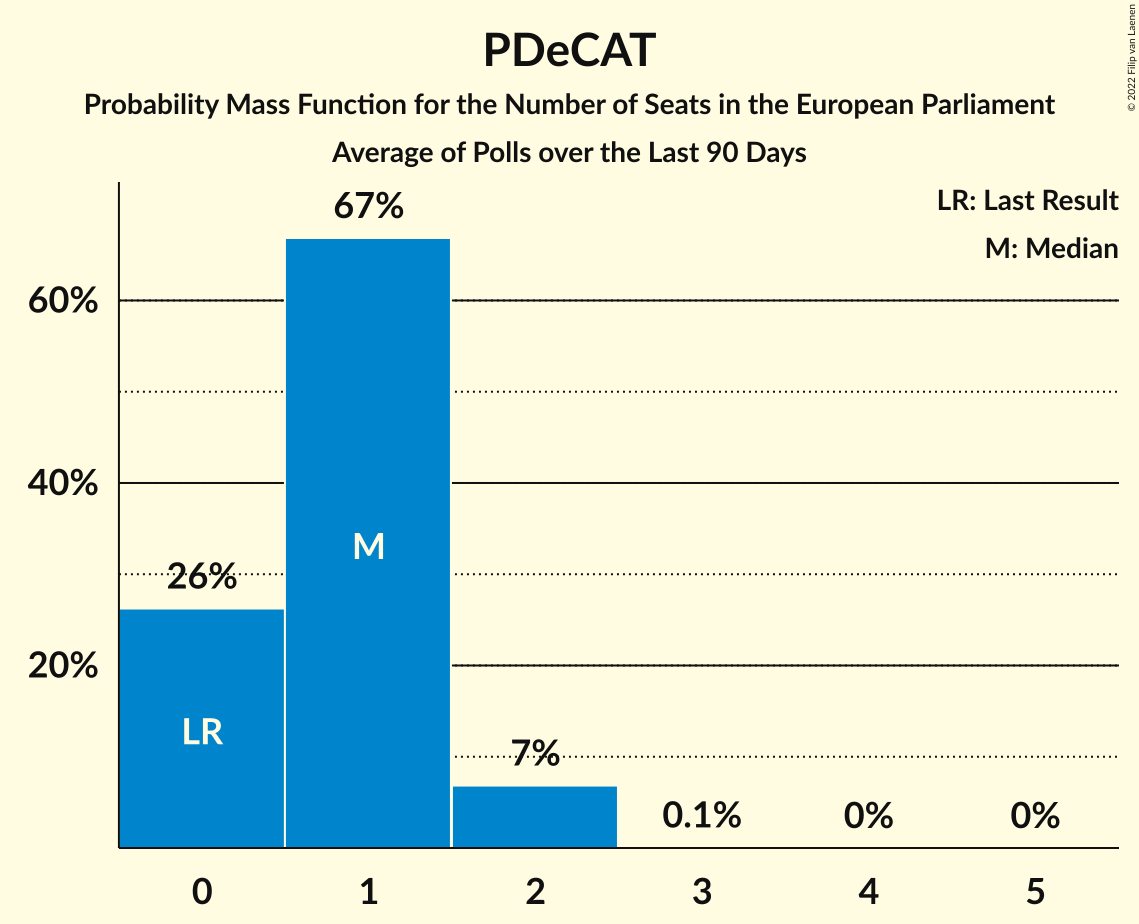 PDeCAT
Probability Mass Function for the Number of Seats in the European Parliament
Average of Polls over the Last 90 Days
© 2022 Filip van Laenen
LR: Last Result
M: Median
67%
60%
40%
M
26%
20%
LR
7%
0.1%
0%
0%
0 1 2 3 4 5